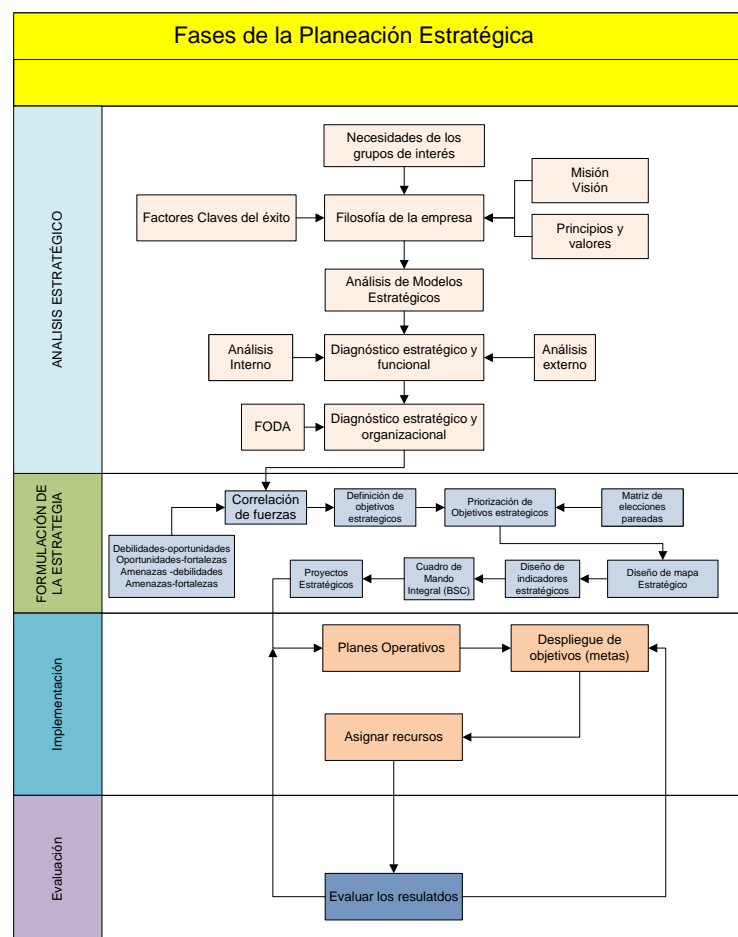 Fases de la Planeación Estratégica
ANALISIS ESTRATÉGICO
Necesidades de los
grupos de interés
Misión
Visión
Factores Claves del éxito
Filosofía de la empresa
Principios y
valores
Análisis de Modelos
Estratégicos
Análisis
Interno
Diagnóstico estratégico y
funcional
Análisis
externo
FODA
Diagnóstico estratégico y
organizacional
FORMULACIÓN DE
LA ESTRATEGIA
Correlación
de fuerzas
Definición de
objetivos
estrategicos
Priorización de
Objetivos estrategicos
Matriz de
elecciones
pareadas
Debilidades-oportunidades
Oportunidades-fortalezas
Amenazas -debilidades
Amenazas-fortalezas
Proyectos
Estratégicos
Cuadro de
Mando
Integral (BSC)
Diseño de
indicadores
estratégicos
Diseño de mapa
Estratégico
Implementación
Planes Operativos
Despliegue de
objetivos (metas)
Asignar recursos
Evaluación
Evaluar los resulatdos